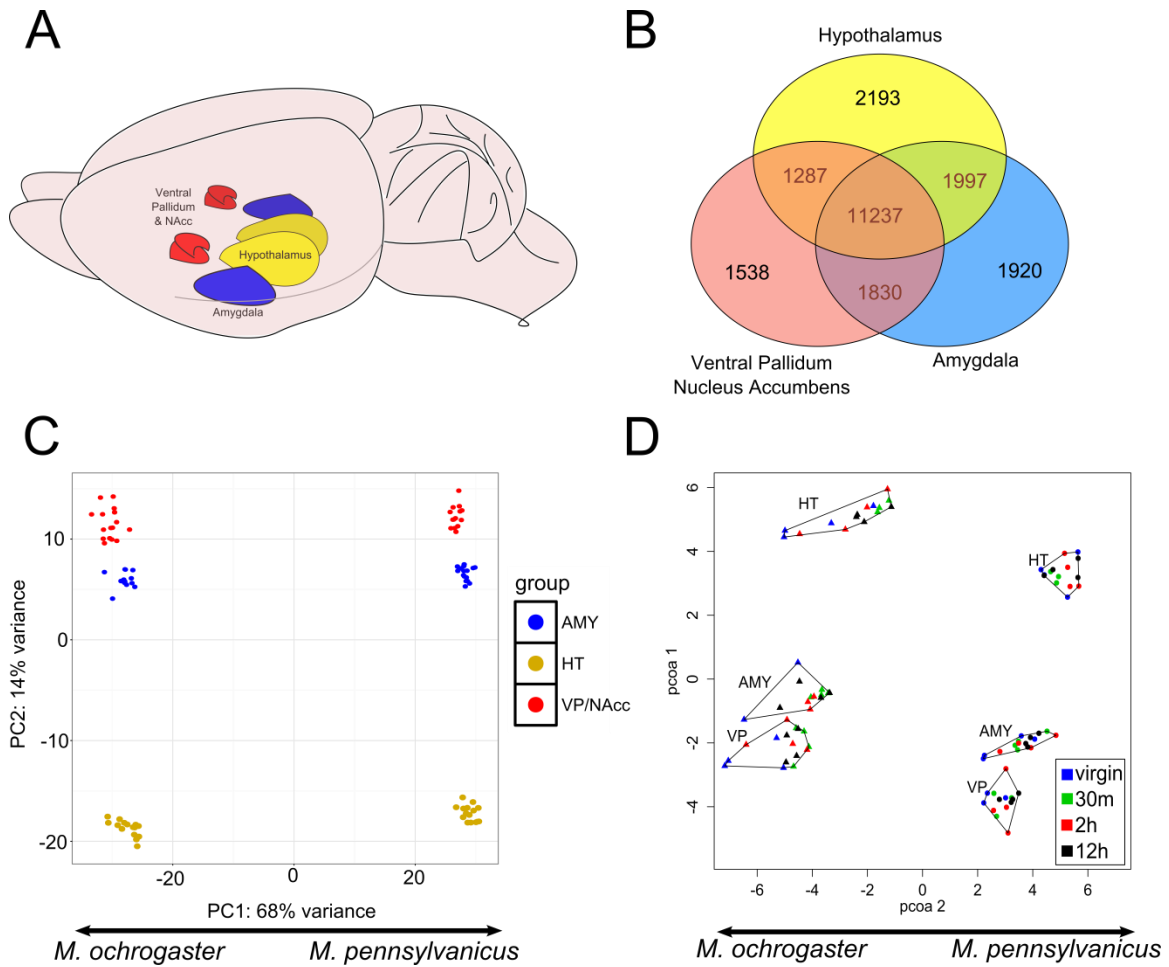 A
Ventral
Pallidum
& NAcc
Hypothalamus
Amygdala
B
Hypothalamus
2193
1287
1997
11237
1538
1830
1920
Ventral Pallidum
Nucleus Accumbens
Amygdala
C
PC2: 14% variance
10
0
-10
-20
-20
0
20
PC1: 68% variance
group
AMY
HT
VP/NAcc
M. ochrogaster
M. pennsylvanicus
D
pcoa 1
6
4
2
0
-2
-4
HT
HT
AMY
VP
AMY
VP
virgin
30m
2h
12h
-6
-4
-2
0
2
4
6
pcoa 2
M. ochrogaster
M. pennsylvanicus